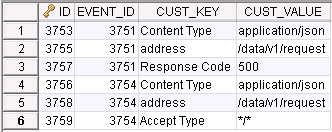 ID EVENT_ID CUST_KEY CUST_VALUE
1 3753 3751 Content Type application/json
2 3755 3751 address /data/v1/request
3 3757 3751 Response Code 500
4 3756 3754 Content Type application/json
5 3758 3754 address /data/v1/request
6 3759 3754 Accept Type */*